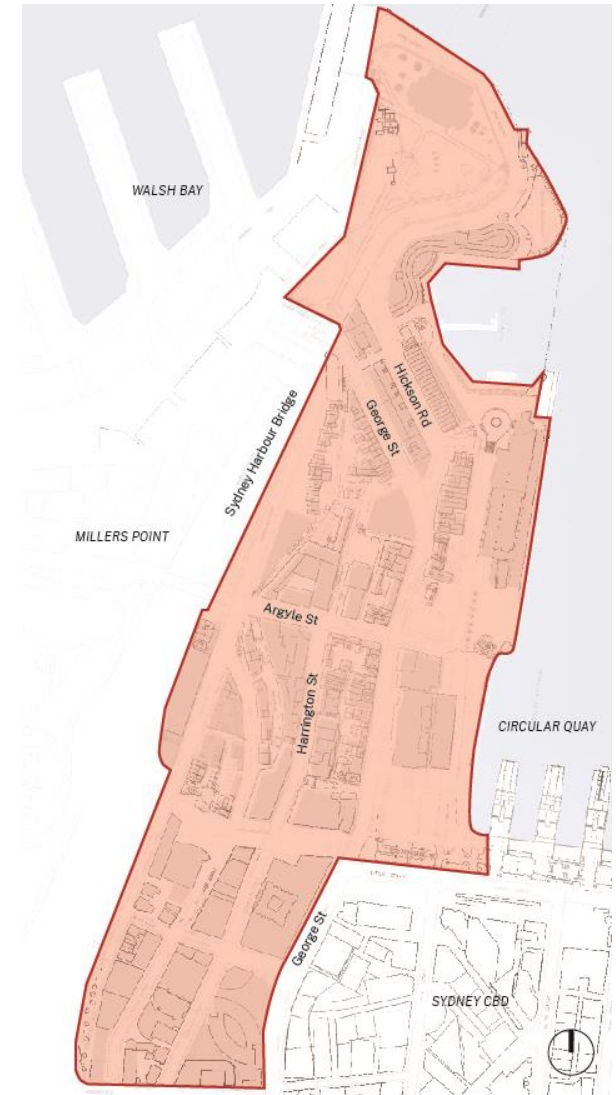 WALSH BAY
Hickson Rd
George St
Sydney Harbour Bridge
MILLERS POINT
Argyle St
Harrington St
CIRCULAR QUAY
George St
SYDNEY CBD